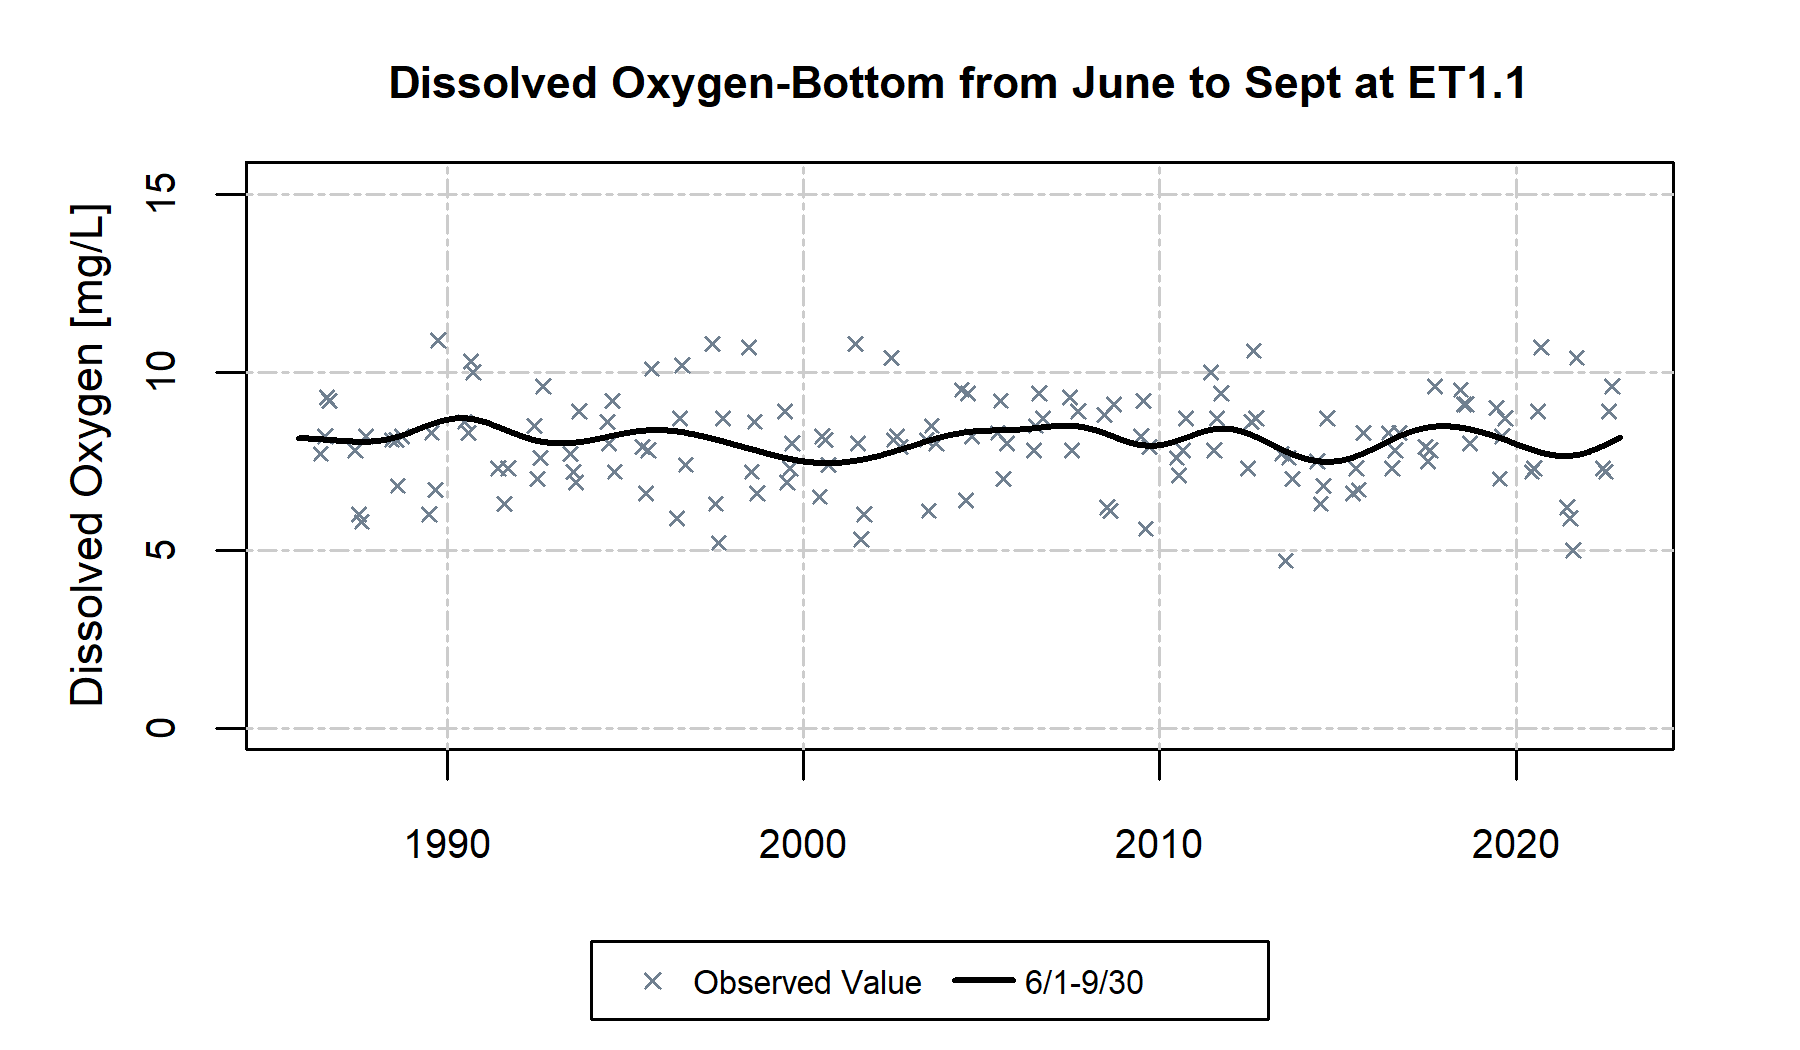 Dissolved Oxygen-Bottom from June to Sept at ET1.1
Dissolved Oxygen [mg/L]
15
10
5
0
1990 2000 2010 2020
Observed Value 6/1-9/30